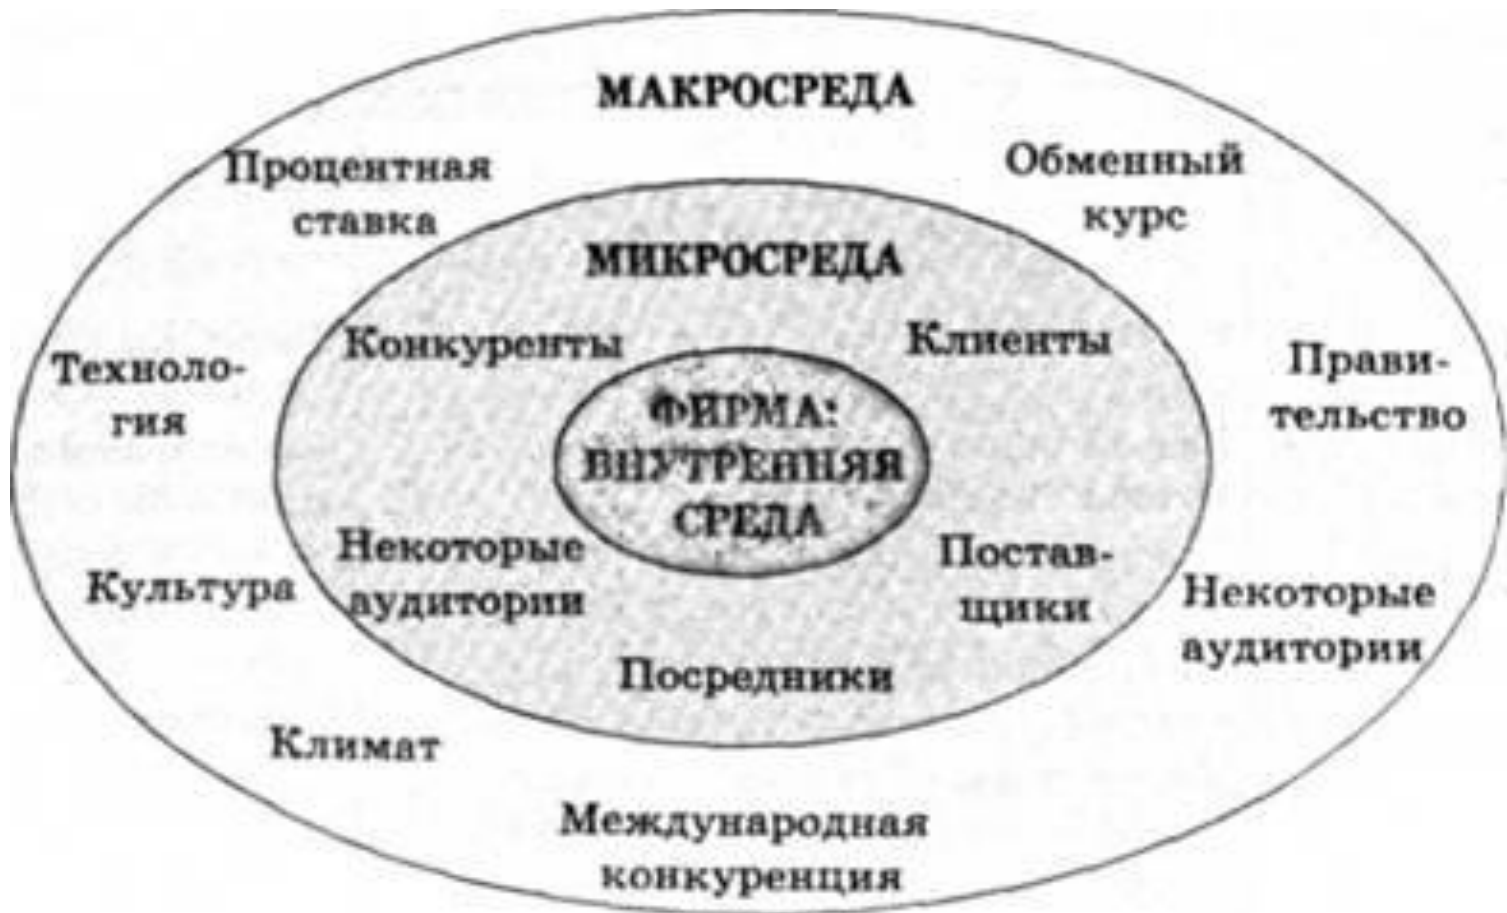 МАКРОСРЕДА
Процентная
ставка
Обменный
курс
МИКРОСРЕДА
Конкуренты
Клиенты
Техноло-
гия
Прави-
тельство
ФИРМА:
ВНУТРЕННЯЯ
СРЕДА
Некоторые
аудитории
Постав-
щики
Культура
Некоторые
аудитории
Посредники
Климат
Международная
конкуренция